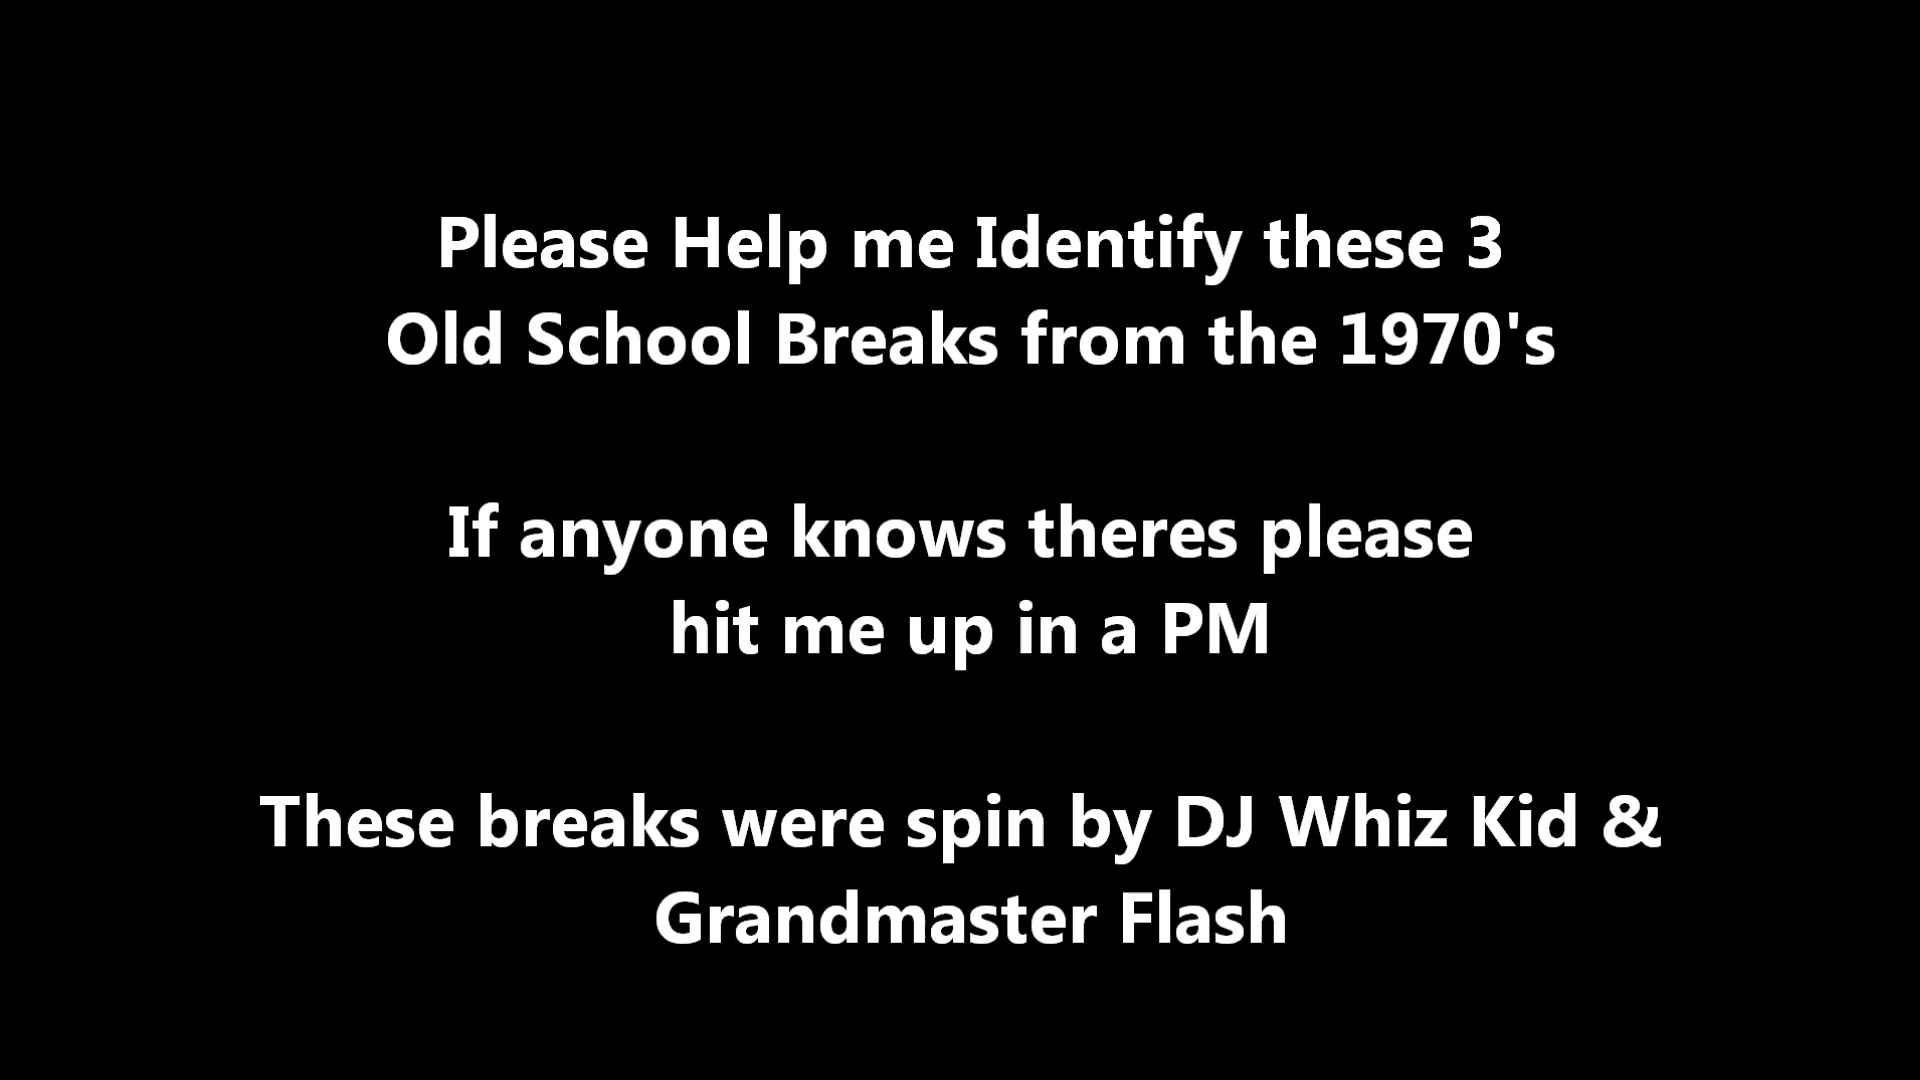 Please Help me Identify these 3
Old School Breaks from the 1970's
If anyone knows theres please
hit me up in a PM
These breaks were spin by DJ Whiz Kid &
Grandmaster Flash